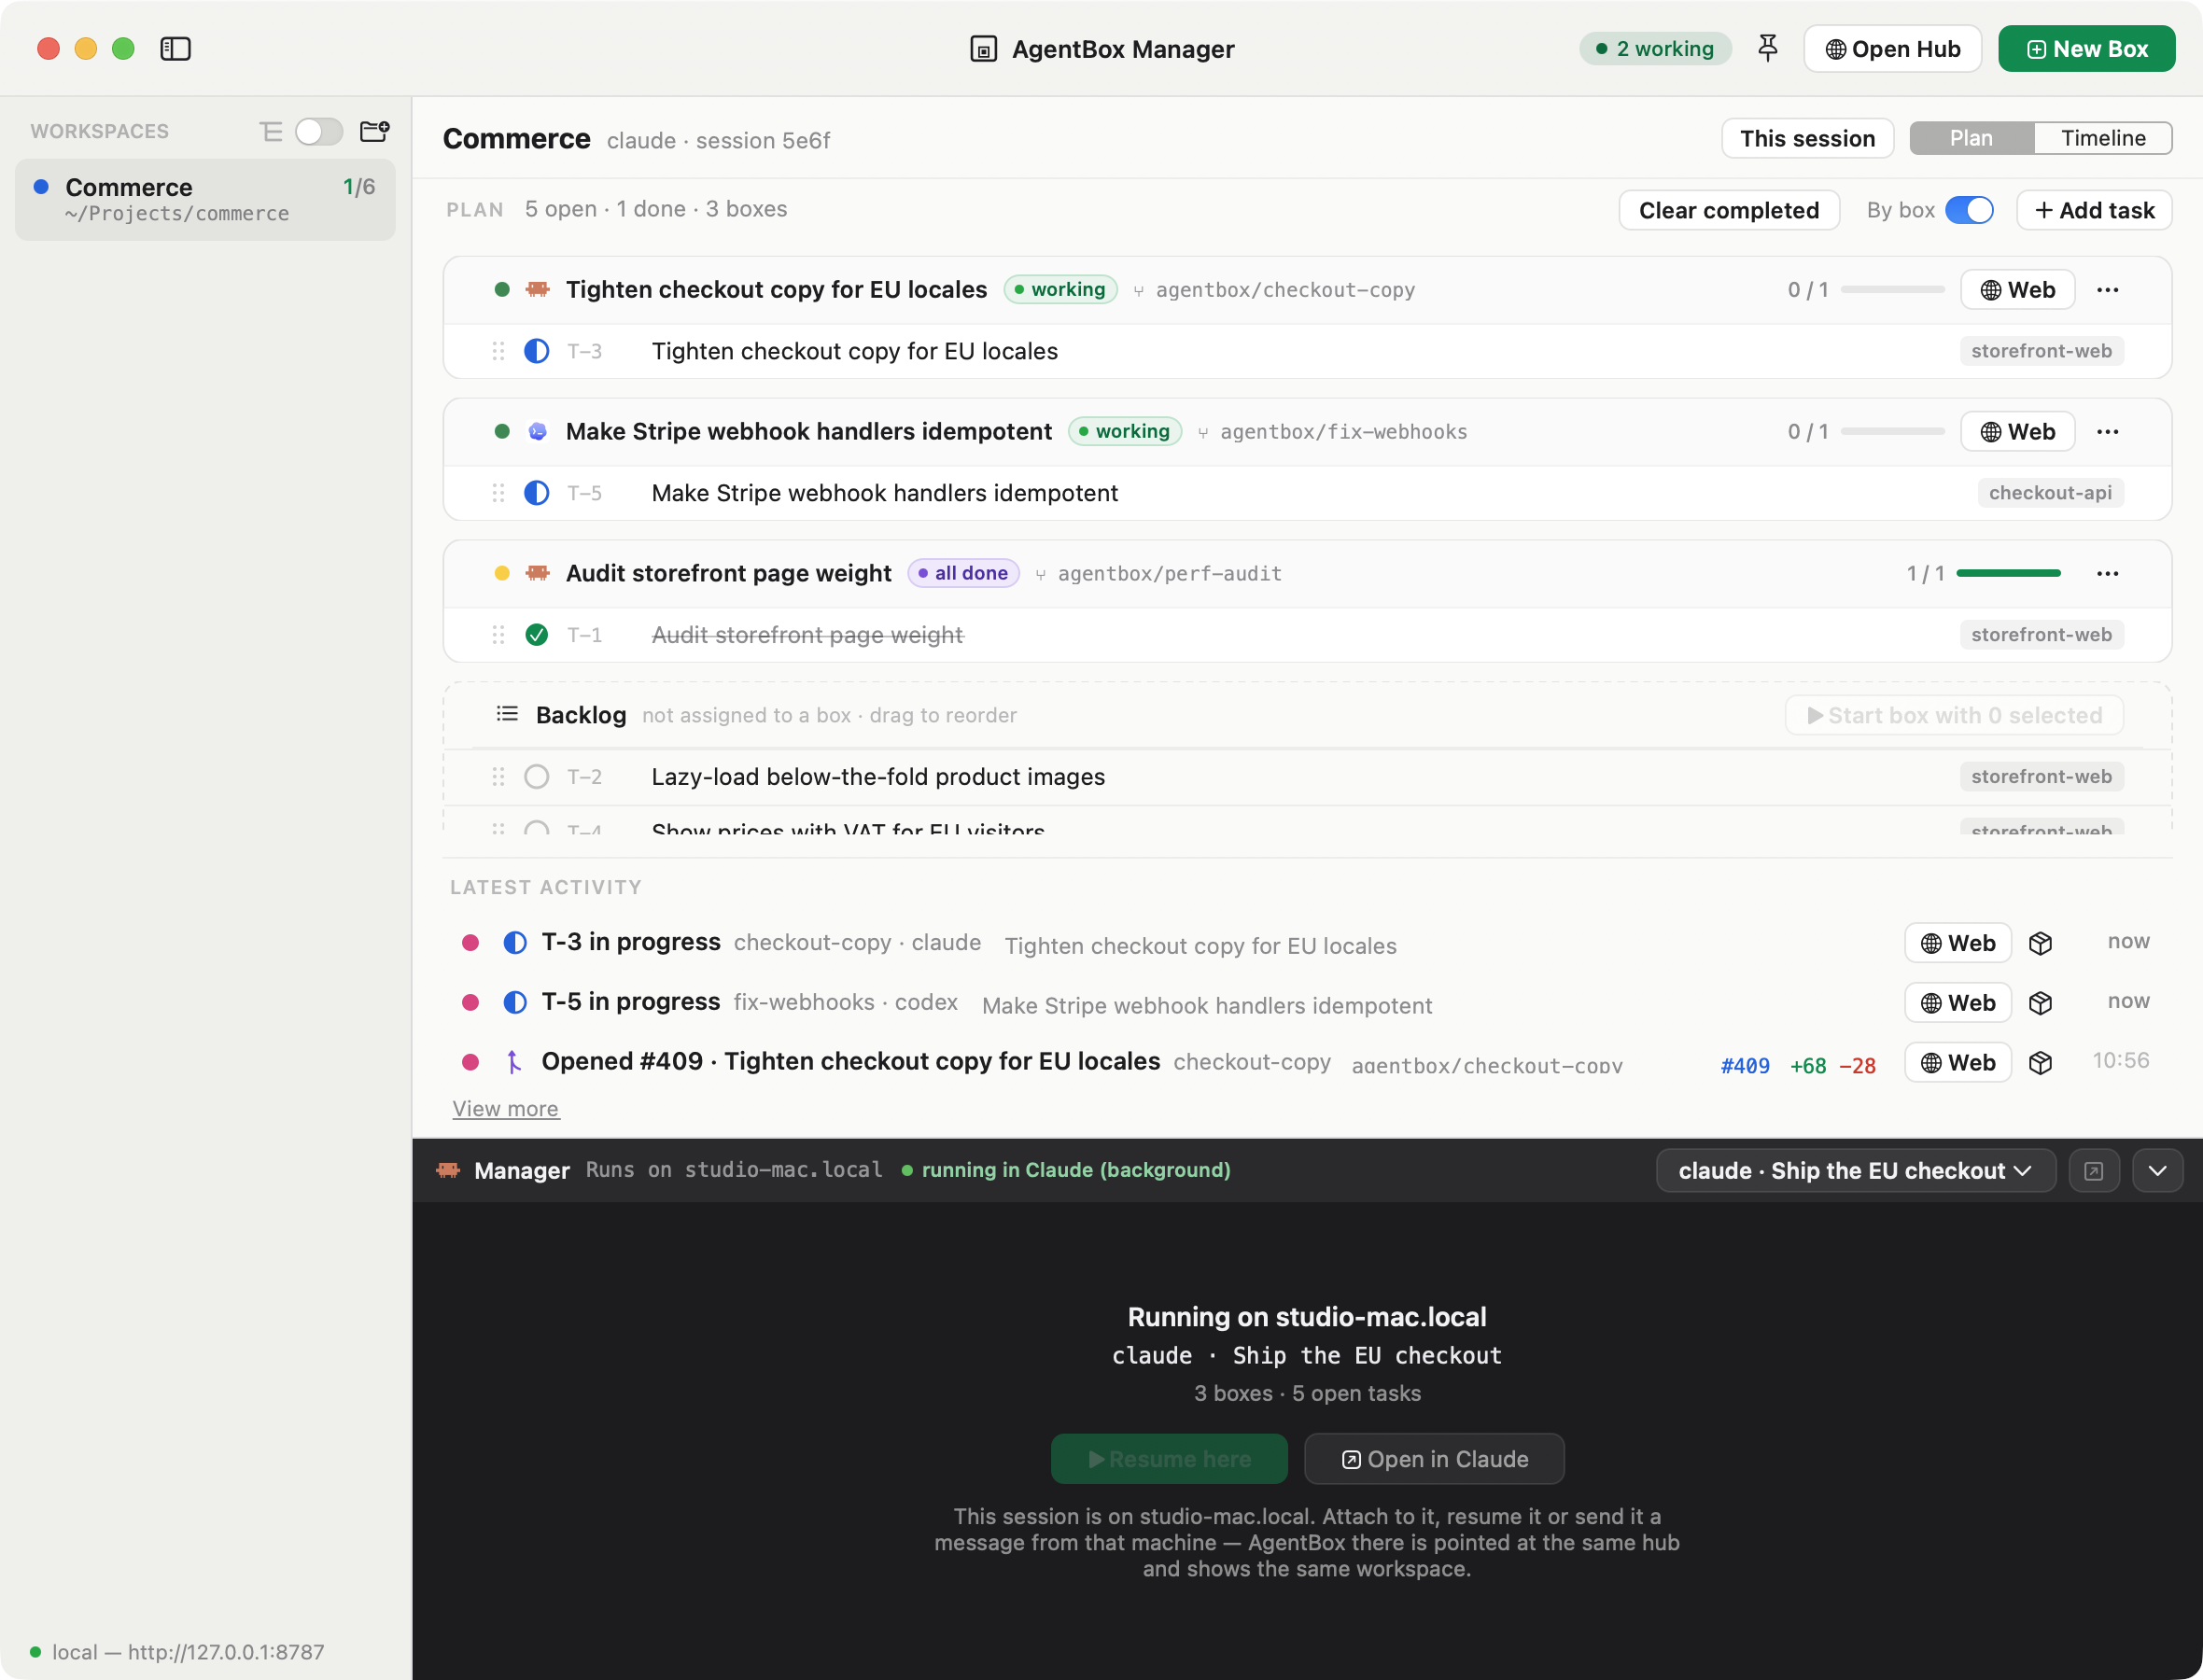 AgentBox Manager
2 working
Open Hub
New Box
WORKSPACES
Commerce
1/6
~/Projects/commerce
Commerce claude · session 5e6f
This session
Plan
Timeline
PLAN 5 open · 1 done · 3 boxes
Clear completed
By box
+ Add task
Tighten checkout copy for EU locales
working
agentbox/checkout-copy
0 / 1
Web
T–3 Tighten checkout copy for EU locales
storefront-web
Make Stripe webhook handlers idempotent
working
agentbox/fix-webhooks
0 / 1
Web
T–5 Make Stripe webhook handlers idempotent
checkout-api
Audit storefront page weight
all done
agentbox/perf-audit
1 / 1
T–1 Audit storefront page weight
storefront-web
Backlog not assigned to a box · drag to reorder
Start box with 0 selected
T–2 Lazy-load below-the-fold product images
storefront-web
T–4 Show prices with VAT for EU visitors
storefront-web
LATEST ACTIVITY
T-3 in progress checkout-copy · claude Tighten checkout copy for EU locales
Web
now
T-5 in progress fix-webhooks · codex Make Stripe webhook handlers idempotent
Web
now
Opened #409 · Tighten checkout copy for EU locales checkout-copy agentbox/checkout-copy
#409 +68 −28
Web
10:56
View more
Manager Runs on studio-mac.local running in Claude (background)
claude · Ship the EU checkout
Running on studio-mac.local
claude · Ship the EU checkout
3 boxes · 5 open tasks
Resume here
Open in Claude
This session is on studio-mac.local. Attach to it, resume it or send it a
message from that machine — AgentBox there is pointed at the same hub
and shows the same workspace.
local — http://127.0.0.1:8787